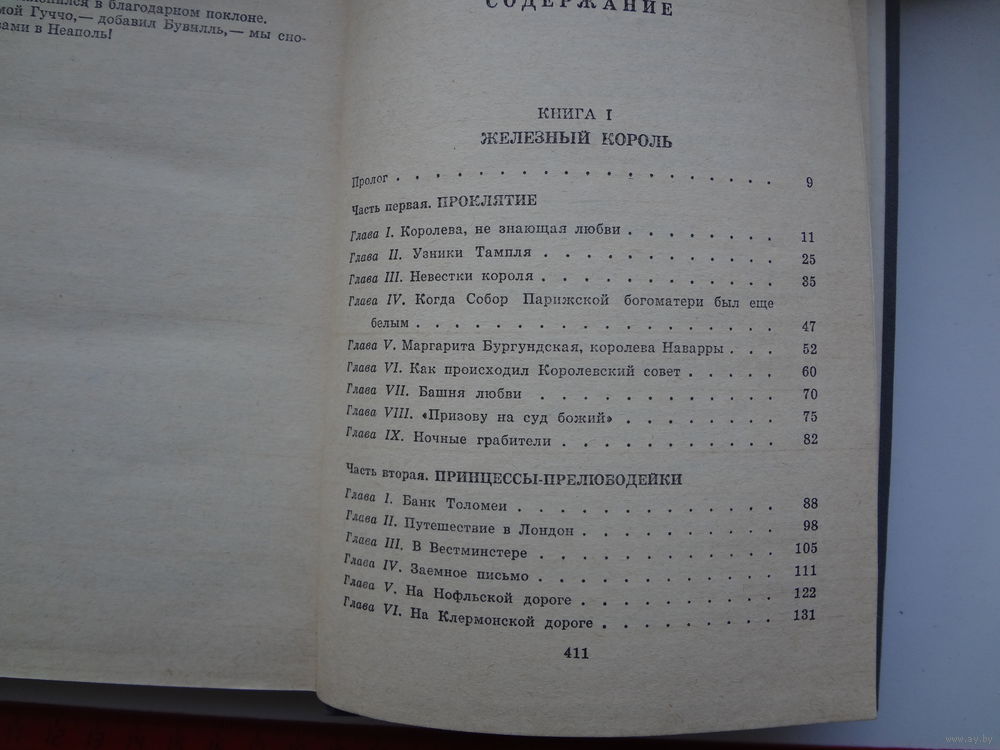 в благодарном поклоне.
мой Гуччо,— добавил Бувилль,— мы сно-
вами в Неаполь!
СОДЕРЖАНИЕ
КНИГА I
ЖЕЛЕЗНЫЙ КОРОЛЬ
Пролог . . . . . . . . . . . . . . . . . . 9
Часть первая. ПРОКЛЯТИЕ
Глава I. Королева, не знающая любви . . . . . . 11
Глава II. Узники Тампля . . . . . . . . . . 25
Глава III. Невестки короля . . . . . . . . . . 35
Глава IV. Когда Собор Парижской богоматери был еще
белым . . . . . . . . . . . . . . . . . 47
Глава V. Маргарита Бургундская, королева Наварры . . . 52
Глава VI. Как происходил Королевский совет . . . . . 60
Глава VII. Башня любви . . . . . . . . . . . 70
Глава VIII. «Призову на суд божий» . . . . . . . 75
Глава IX. Ночные грабители . . . . . . . . . 82
Часть вторая. ПРИНЦЕССЫ-ПРЕЛЮБОДЕЙКИ
Глава I. Банк Толомеи . . . . . . . . . . . 88
Глава II. Путешествие в Лондон . . . . . . . . 98
Глава III. В Вестминстере . . . . . . . . . . 105
Глава IV. Заемное письмо . . . . . . . . . . 111
Глава V. На Нофльской дороге . . . . . . . . 122
Глава VI. На Клермонской дороге . . . . . . . 131
411
www.ay.by